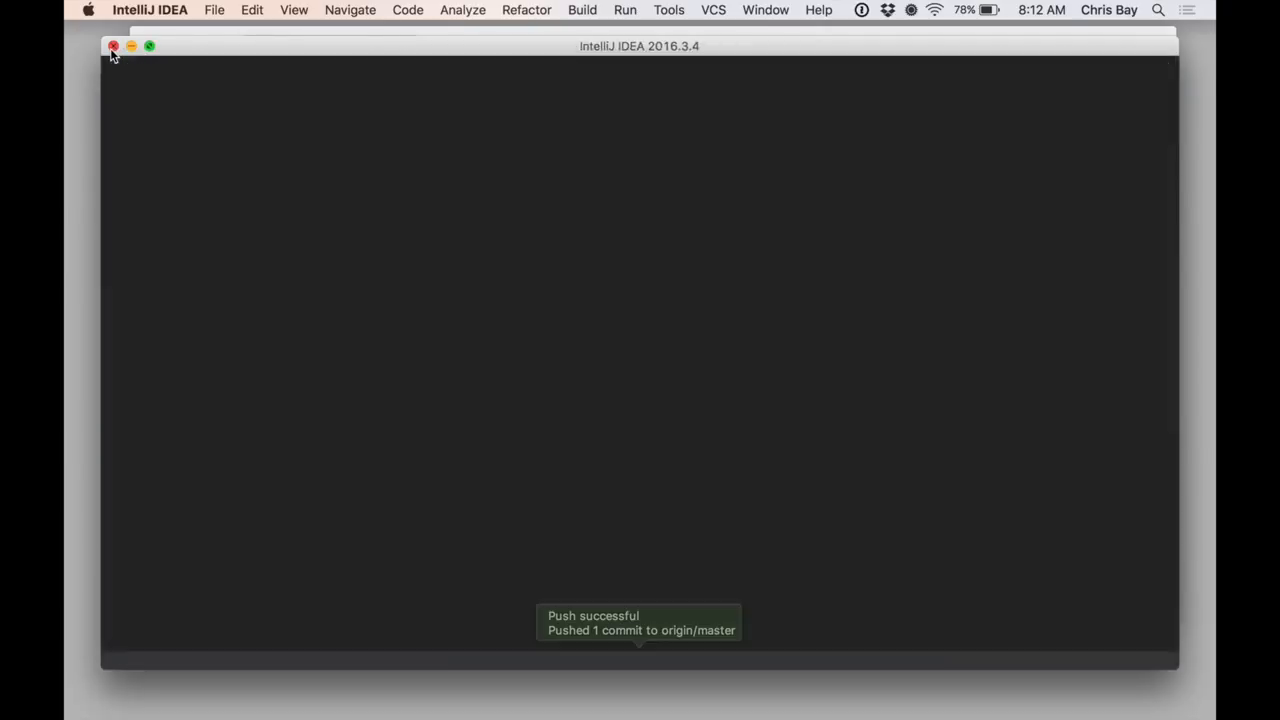 IntelliJ IDEA File Edit View Navigate Code Analyze Refactor Build Run Tools VCS Window Help 78% 8:12 AM Chris Bay
IntelliJ IDEA 2016.3.4
Push successful
Pushed 1 commit to origin/master